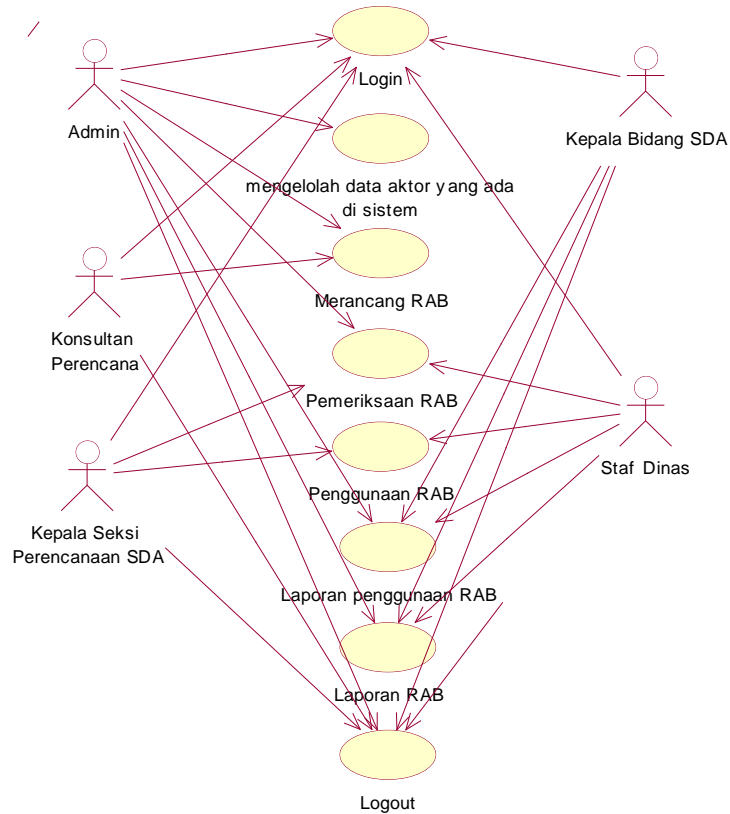 Login
Admin
Kepala Bidang SDA
mengelolah data aktor yang ada
di sistem
Merancang RAB
Konsultan
Perencana
Pemeriksaan RAB
Staf Dinas
Penggunaan RAB
Kepala Seksi
Perencanaan SDA
Laporan penggunaan RAB
Laporan RAB
Logout